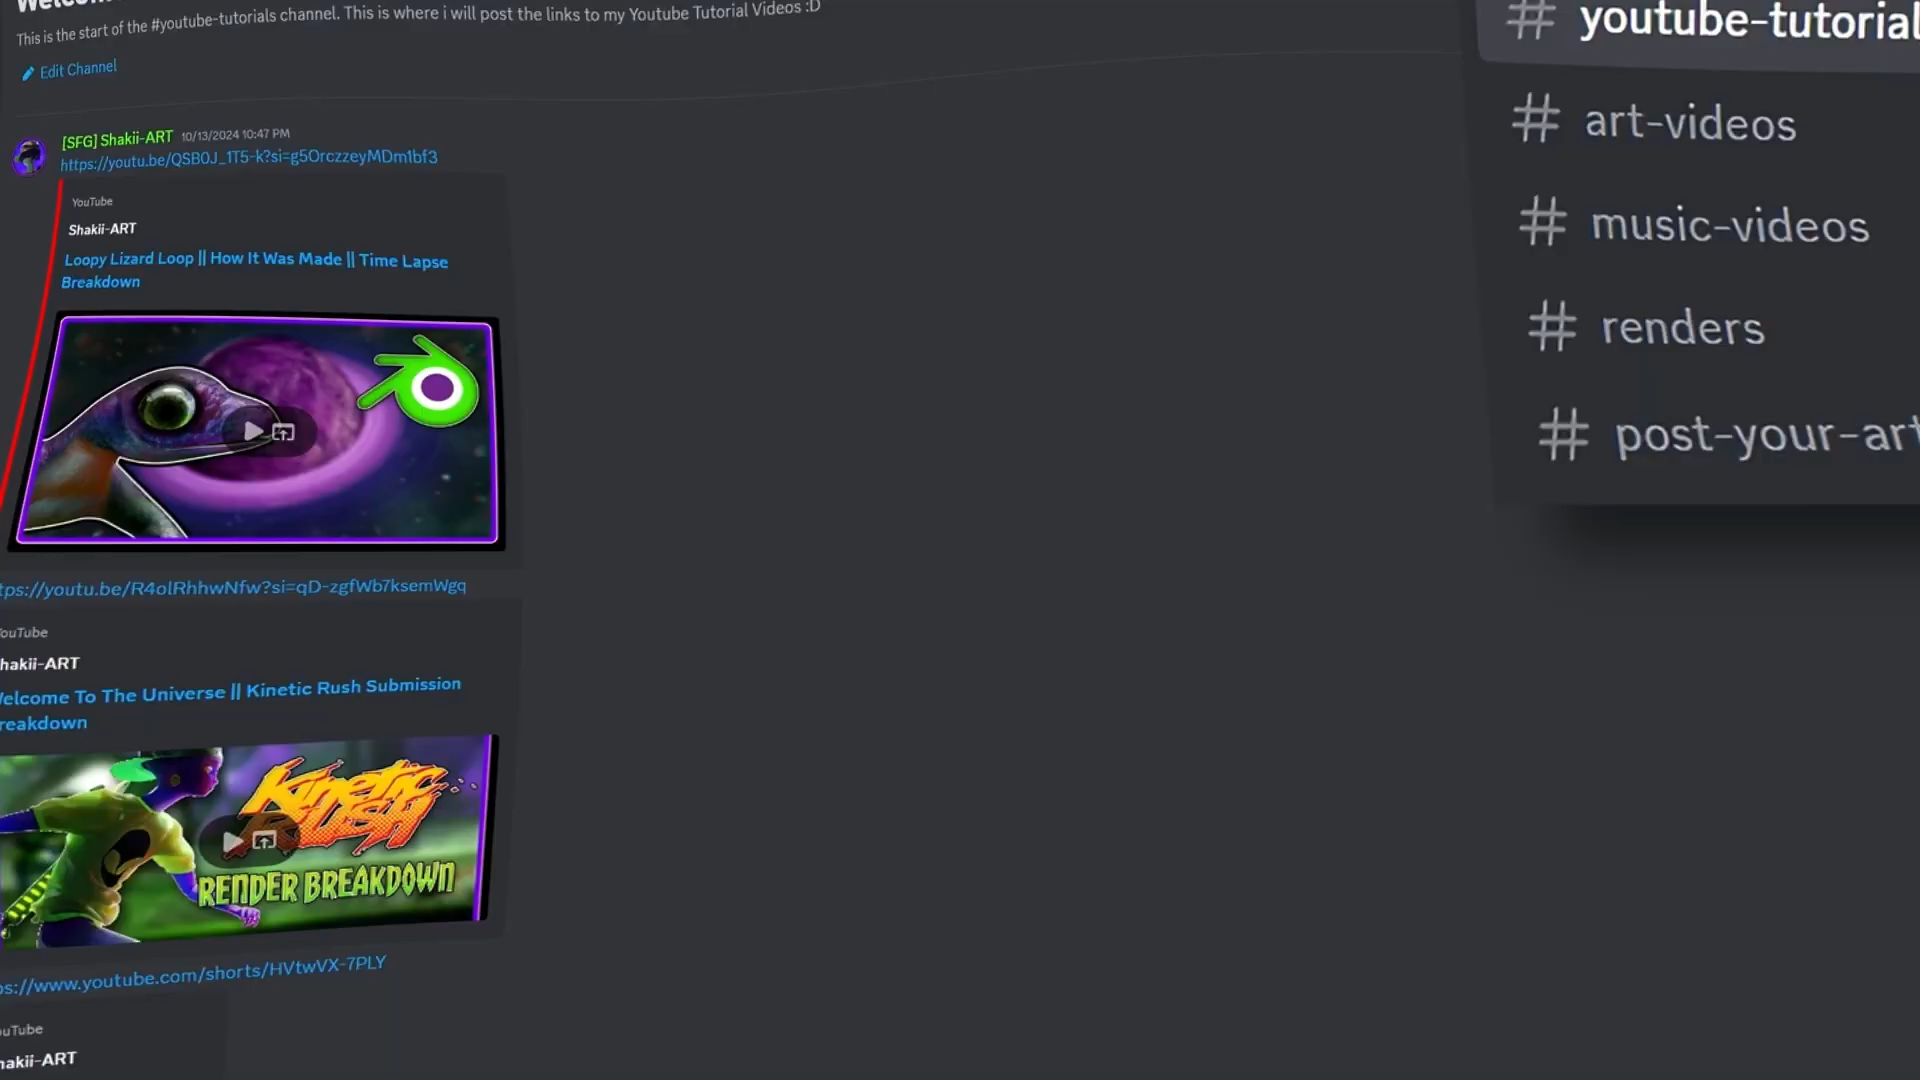 This is the start of the #youtube-tutorials channel. This is where i will post the links to my Youtube Tutorial Videos :D
Edit Channel
[SFG] Shakii-ART 10/13/2024 10:47 PM
https://youtu.be/QSB0J_1T5-k?si=g5OrczzeyMDm1bf3
YouTube
Shakii-ART
Loopy Lizard Loop || How It Was Made || Time Lapse
Breakdown
tps://youtu.be/R4olRhhwNfw?si=qD-zgfWb7ksemWgq
ouTube
hakii-ART
elcome To The Universe || Kinetic Rush Submission
reakdown
Kinetic
Rush
RENDER BREAKDOWN
ps://www.youtube.com/shorts/HVtwVX-7PLY
ouTube
hakii-ART
# youtube-tutorial
# art-videos
# music-videos
# renders
# post-your-art